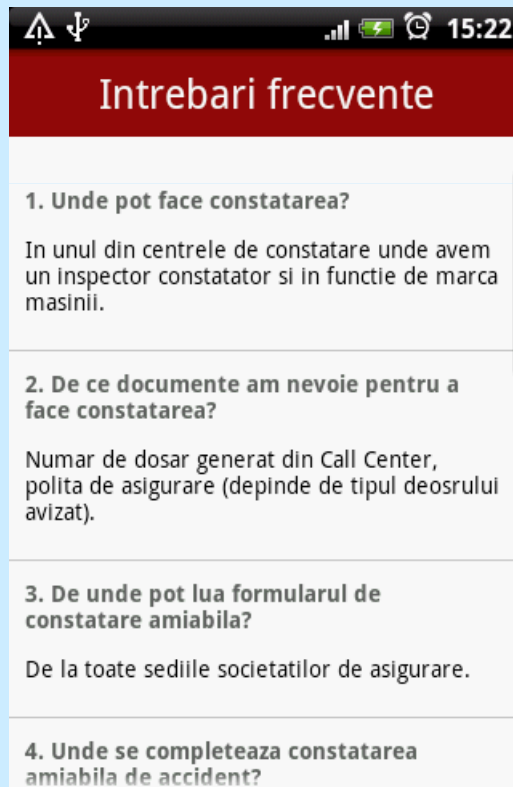 15:22
Intrebari frecvente
1. Unde pot face constatarea?
In unul din centrele de constatare unde avem
un inspector constatator si in functie de marca
masinii.
2. De ce documente am nevoie pentru a
face constatarea?
Numar de dosar generat din Call Center,
polita de asigurare (depinde de tipul deosrului
avizat).
3. De unde pot lua formularul de
constatare amiabila?
De la toate sediile societatilor de asigurare.
4. Unde se completeaza constatarea
amiabila de accident?